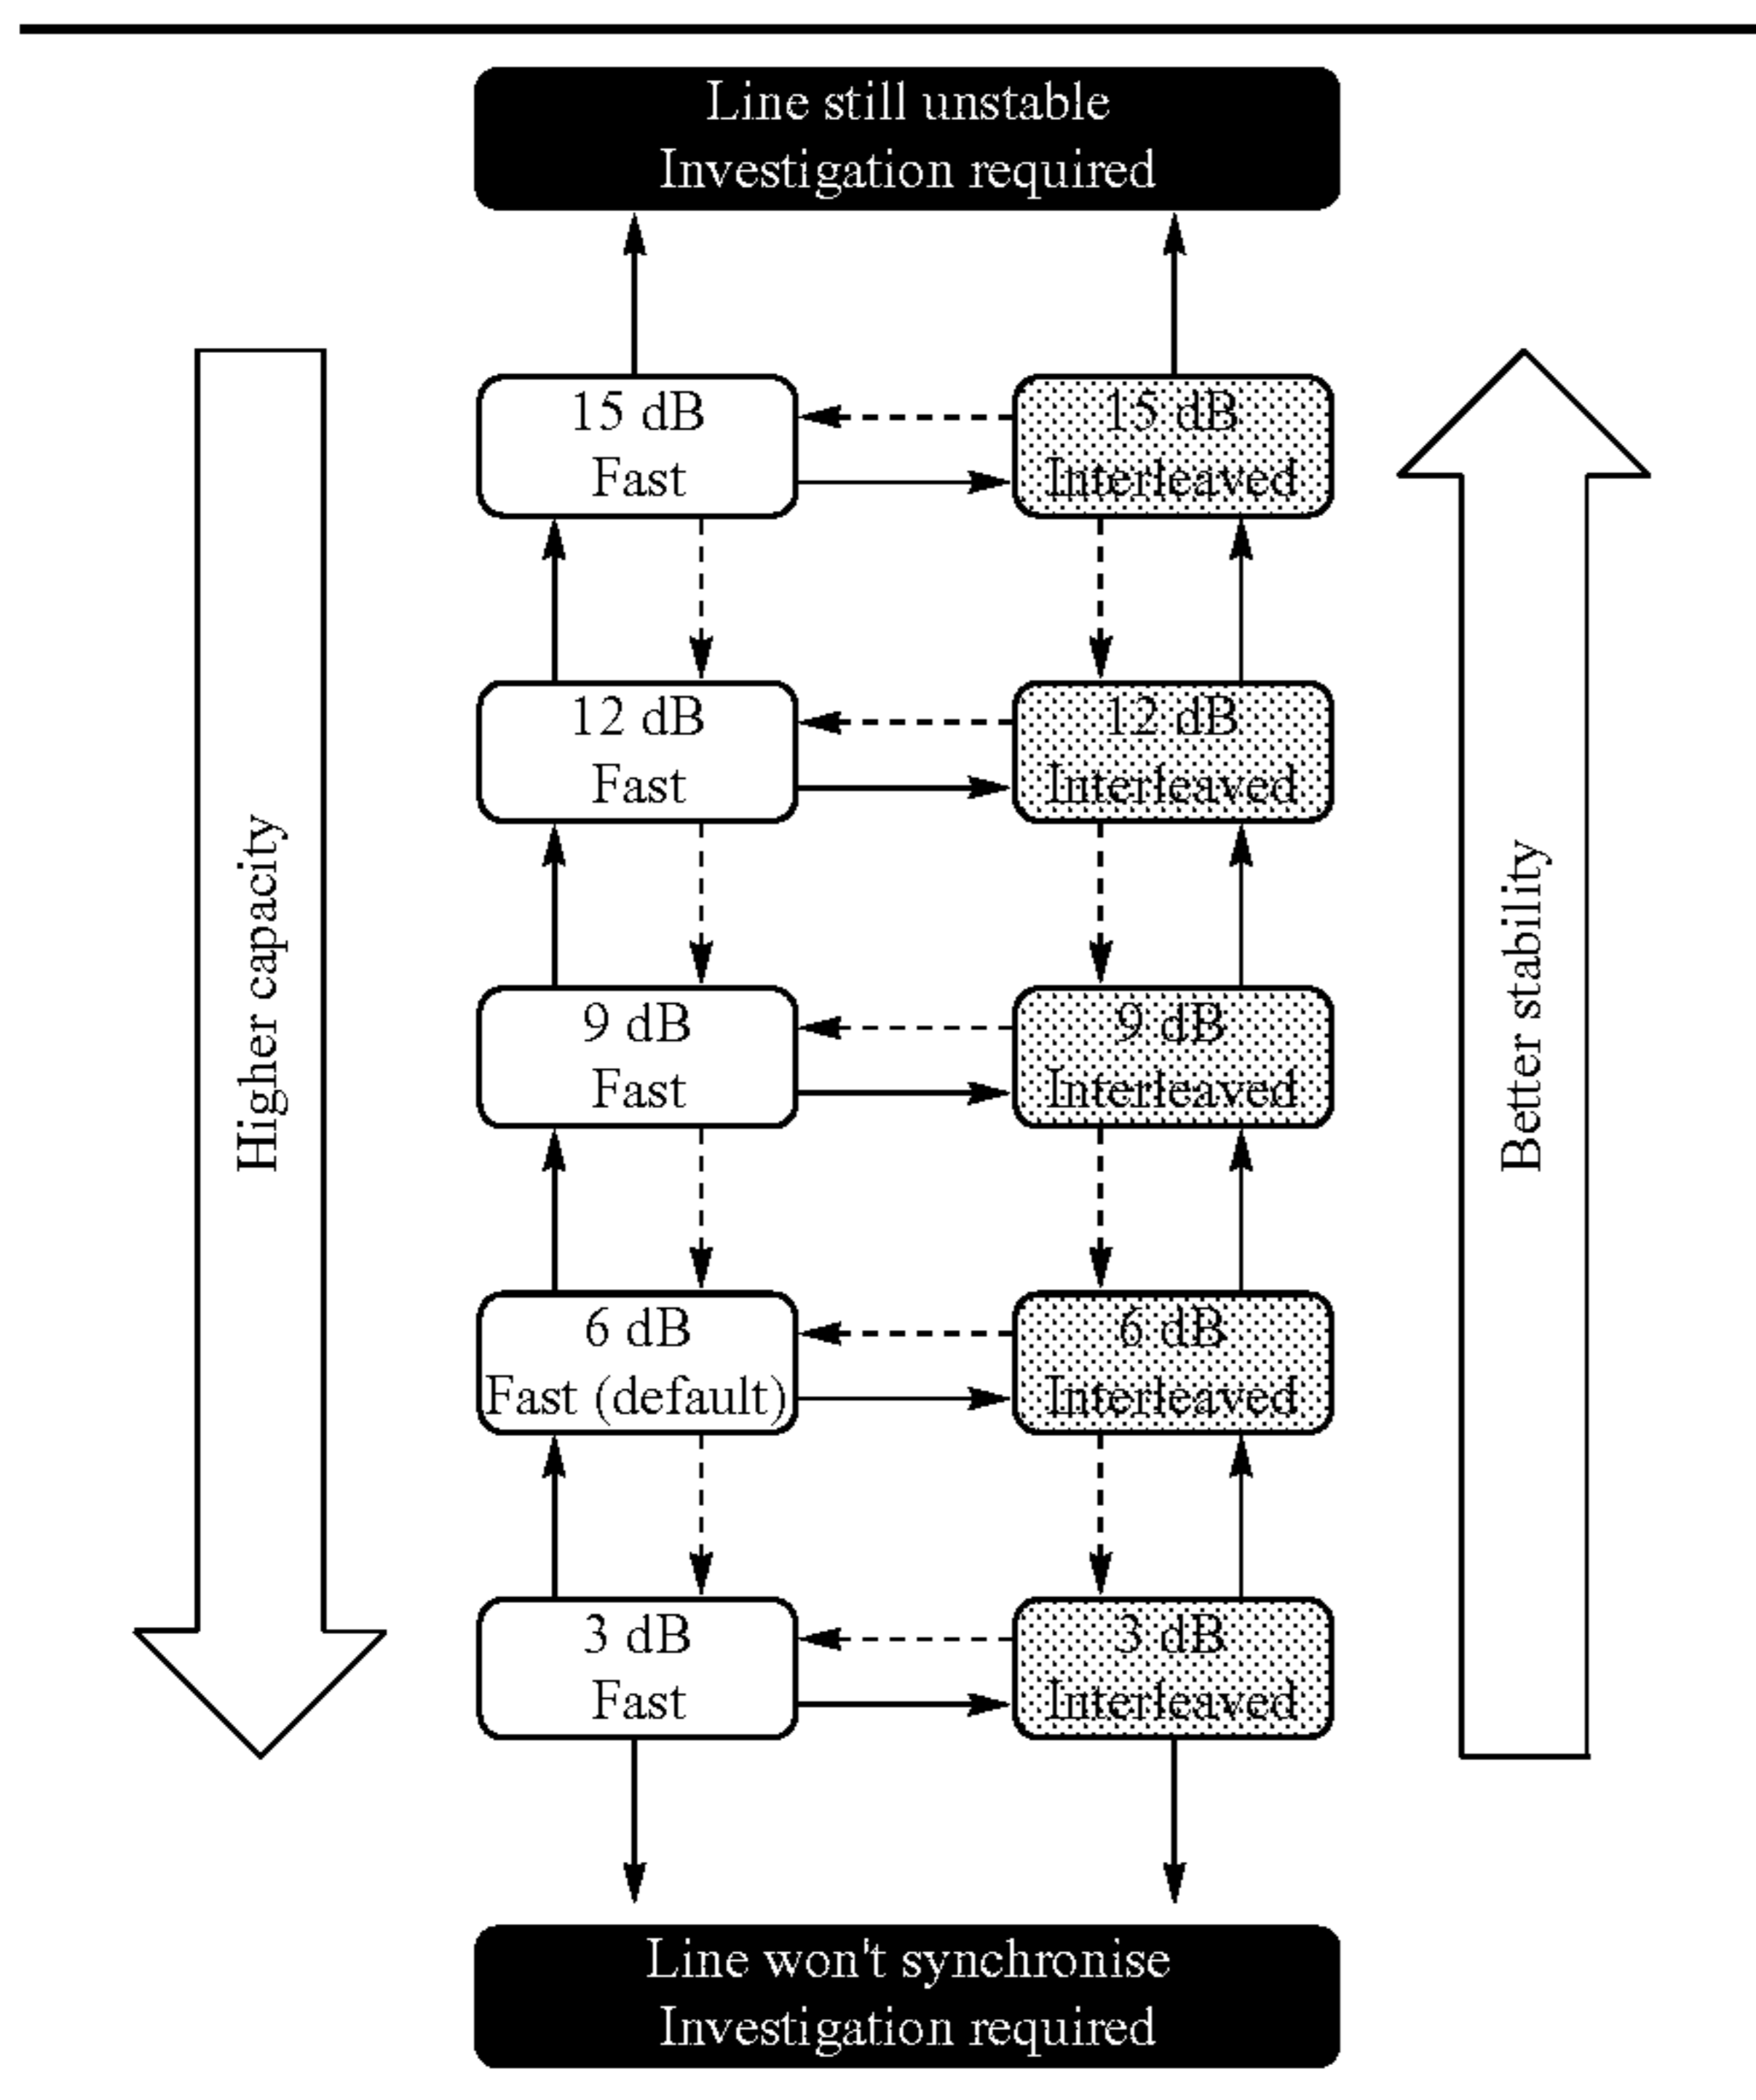 Line still unstable
Investigation required
15 dB
Fast
15 dB
Interleaved
12 dB
Fast
12 dB
Interleaved
Higher capacity
Better stability
9 dB
Fast
9 dB
Interleaved
6 dB
Fast (default)
6 dB
Interleaved
3 dB
Fast
3 dB
Interleaved
Line won't synchronise
Investigation required